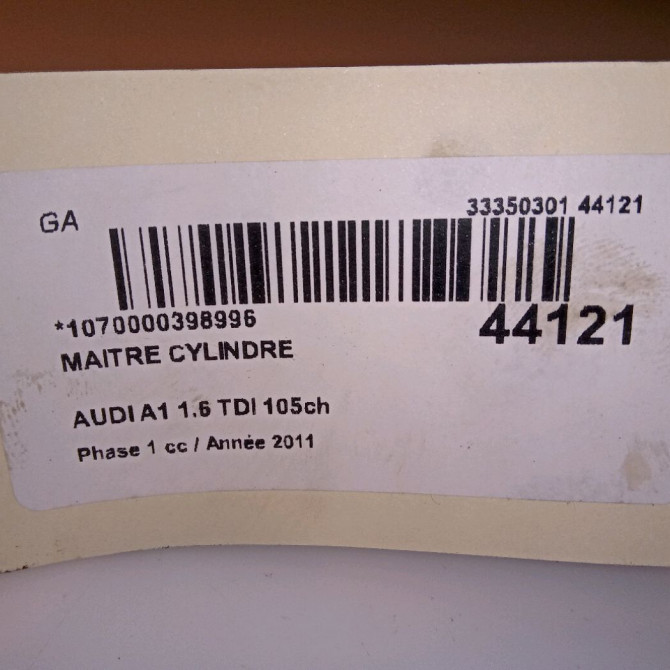 GA
33350301 44121
*1070000398996
44121
MAITRE CYLINDRE
AUDI A1 1.6 TDI 105ch
Phase 1 cc / Année 2011